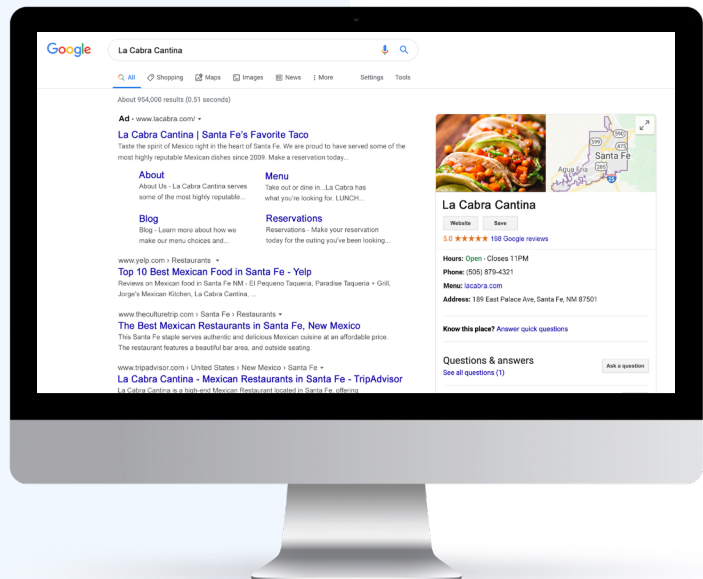 Google
La Cabra Cantina
All Shopping Maps Images News More Settings Tools
About 954,000 results (0.51 seconds)
Ad · www.lacabra.com/
La Cabra Cantina | Santa Fe's Favorite Taco
Taste the spirit of Mexico right in the heart of Santa Fe. We are proud to have served some of the
most highly reputable Mexican dishes since 2009. Make a reservation today...
About
About Us - La Cabra Cantina serves
some of the most highly reputable...
Menu
Take out or dine in...La Cabra has
what you're looking for. LUNCH...
Blog
Blog - Learn more about how we
make our menu choices and...
Reservations
Reservations - Make your reservation
today for the outing you've been looking...
www.yelp.com › Restaurants
Top 10 Best Mexican Food in Santa Fe - Yelp
Reviews on Mexican food in Santa Fe NM - El Pequeno Taqueria, Paradise Taqueria + Grill,
Jorge's Mexican Kitchen, La Cabra Cantina, ...
www.theculturetrip.com › Santa Fe › Restaurants
The Best Mexican Restaurants in Santa Fe, New Mexico
This Santa Fe staple serves authentic and delicious Mexican cuisine at an affordable price.
The restaurant features a beautiful bar area, and outside seating.
www.tripadvisor.com › United States › New Mexico › Santa Fe
La Cabra Cantina - Mexican Restaurants in Santa Fe - TripAdvisor
La Cabra Cantina is a high-end Mexican Restaurant located in Santa Fe, offering
590
599
475
Santa Fe
Agua Fria
285
25
La Cabra Cantina
Website Save
5.0 ★★★★★ 198 Google reviews
Hours: Open · Closes 11PM
Phone: (505) 879-4321
Menu: lacabra.com
Address: 189 East Palace Ave, Santa Fe, NM 87501
Know this place? Answer quick questions
Questions & answers
See all questions (1)
Ask a question